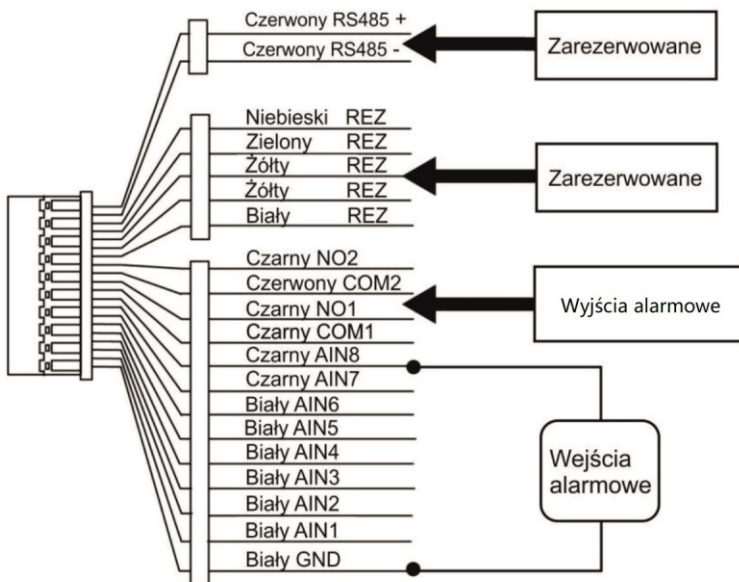 Czerwony RS485 +
Czerwony RS485 -
Zarezerwowane
Niebieski REZ
Zielony REZ
Żółty REZ
Żółty REZ
Biały REZ
Zarezerwowane
Czarny NO2
Czerwony COM2
Czarny NO1
Czarny COM1
Wyjścia alarmowe
Czarny AIN8
Czarny AIN7
Biały AIN6
Biały AIN5
Biały AIN4
Biały AIN3
Biały AIN2
Biały AIN1
Biały GND
Wejścia
alarmowe